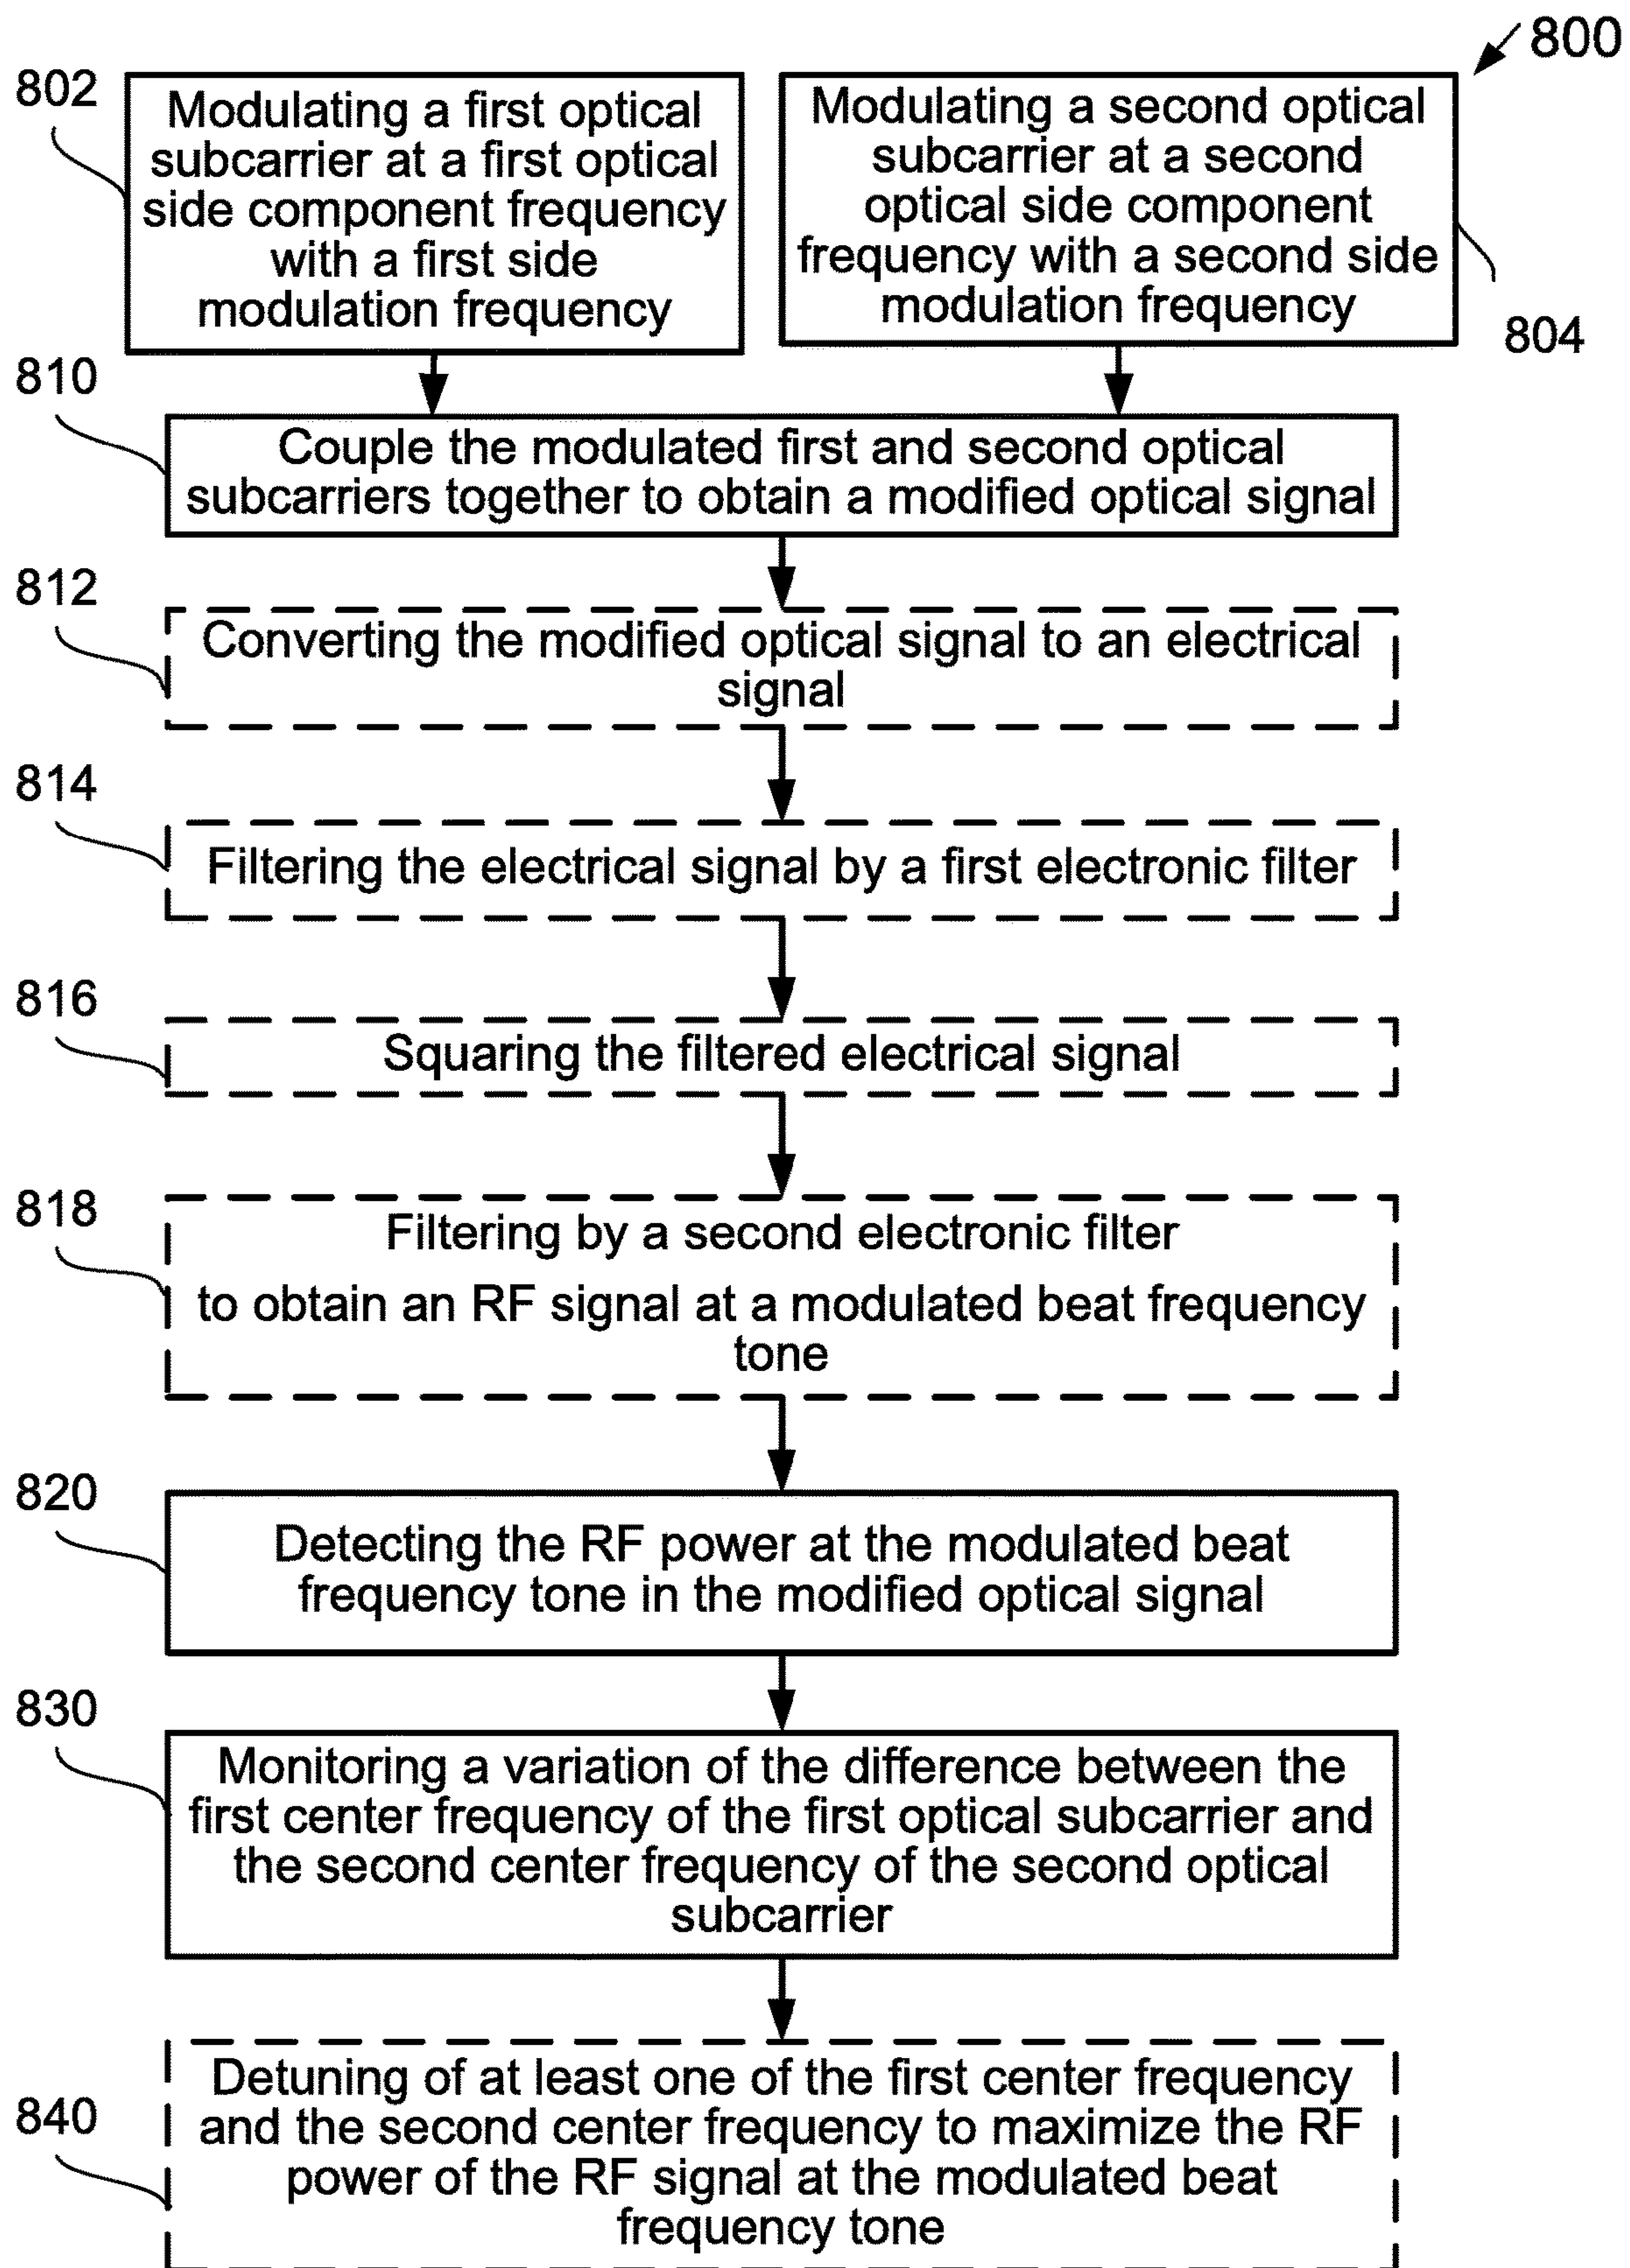 800
802
Modulating a first optical
subcarrier at a first optical
side component frequency
with a first side
modulation frequency
Modulating a second optical
subcarrier at a second
optical side component
frequency with a second side
modulation frequency
804
810
Couple the modulated first and second optical
subcarriers together to obtain a modified optical signal
812
Converting the modified optical signal to an electrical
signal
814
Filtering the electrical signal by a first electronic filter
816
Squaring the filtered electrical signal
818
Filtering by a second electronic filter
to obtain an RF signal at a modulated beat frequency
tone
820
Detecting the RF power at the modulated beat
frequency tone in the modified optical signal
830
Monitoring a variation of the difference between the
first center frequency of the first optical subcarrier and
the second center frequency of the second optical
subcarrier
840
Detuning of at least one of the first center frequency
and the second center frequency to maximize the RF
power of the RF signal at the modulated beat
frequency tone